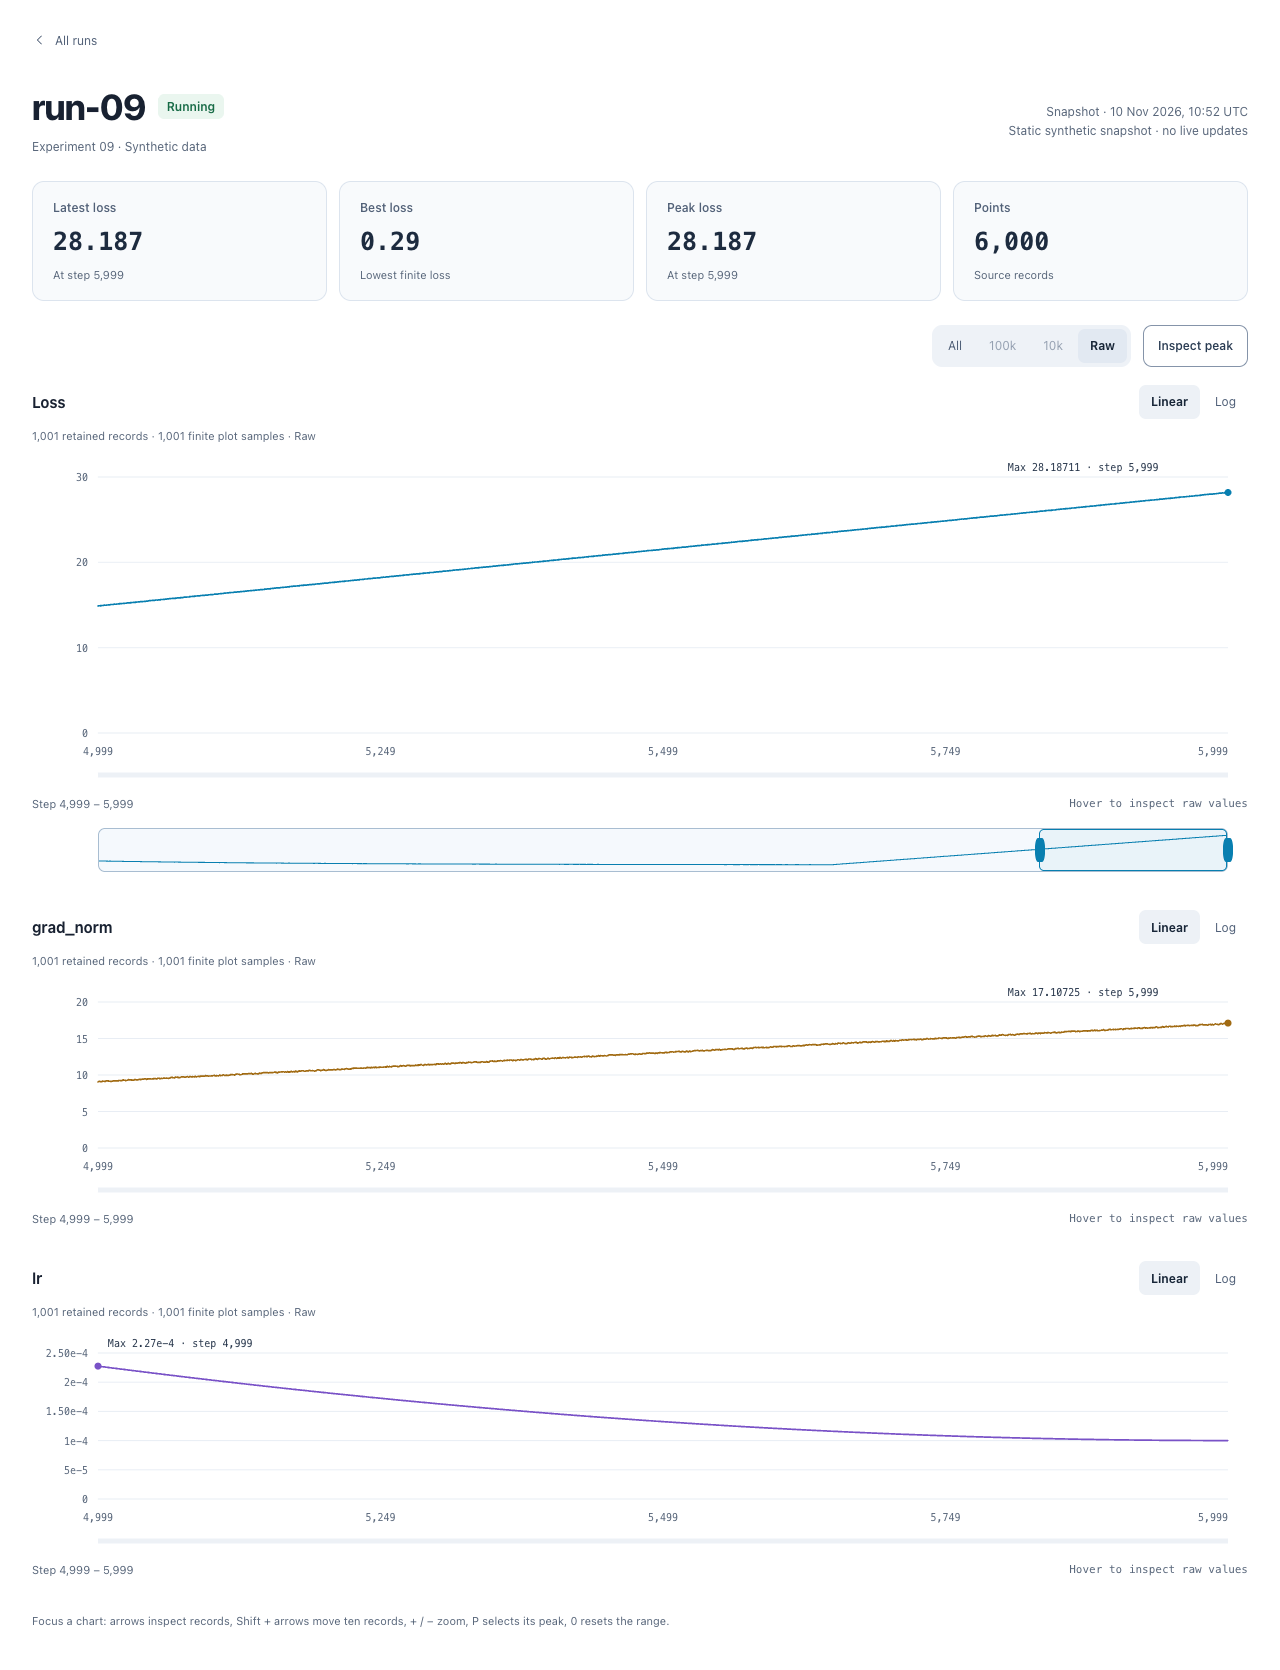 All runs
run-09
Running
Snapshot · 10 Nov 2026, 10:52 UTC
Static synthetic snapshot · no live updates
Experiment 09 · Synthetic data
Latest loss
28.187
At step 5,999
Best loss
0.29
Lowest finite loss
Peak loss
28.187
At step 5,999
Points
6,000
Source records
All
100k
10k
Raw
Inspect peak
Loss
Linear
Log
1,001 retained records · 1,001 finite plot samples · Raw
Max 28.18711 · step 5,999
30
20
10
0
4,999
5,249
5,499
5,749
5,999
Step 4,999 – 5,999
Hover to inspect raw values
grad_norm
Linear
Log
1,001 retained records · 1,001 finite plot samples · Raw
Max 17.10725 · step 5,999
20
15
10
5
0
4,999
5,249
5,499
5,749
5,999
Step 4,999 – 5,999
Hover to inspect raw values
lr
Linear
Log
1,001 retained records · 1,001 finite plot samples · Raw
Max 2.27e−4 · step 4,999
2.50e−4
2e−4
1.50e−4
1e−4
5e−5
0
4,999
5,249
5,499
5,749
5,999
Step 4,999 – 5,999
Hover to inspect raw values
Focus a chart: arrows inspect records, Shift + arrows move ten records, + / − zoom, P selects its peak, 0 resets the range.